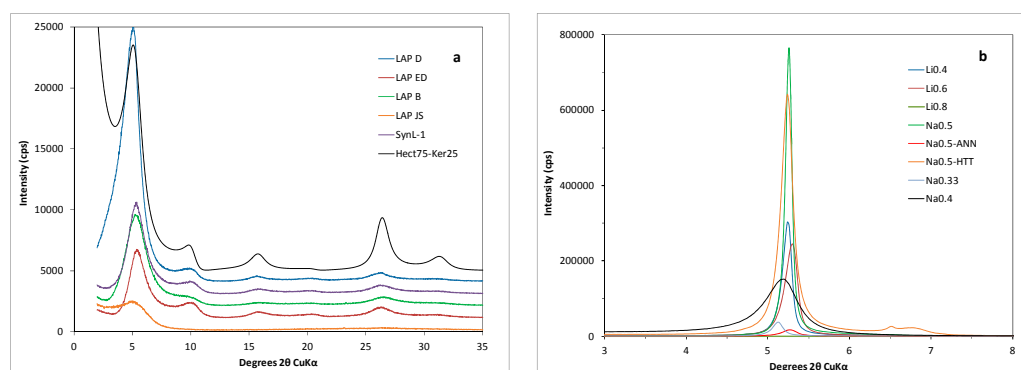 25000
20000
15000
10000
5000
0
0 5 10 15 20 25 30 35
Intensity (cps)
Degrees 2θ CuKα
a
LAP D
LAP ED
LAP B
LAP JS
SynL-1
Hect75-Ker25
800000
600000
400000
200000
0
3 4 5 6 7 8
Intensity (cps)
Degrees 2θ CuKα
b
Li0.4
Li0.6
Li0.8
Na0.5
Na0.5-ANN
Na0.5-HTT
Na0.33
Na0.4